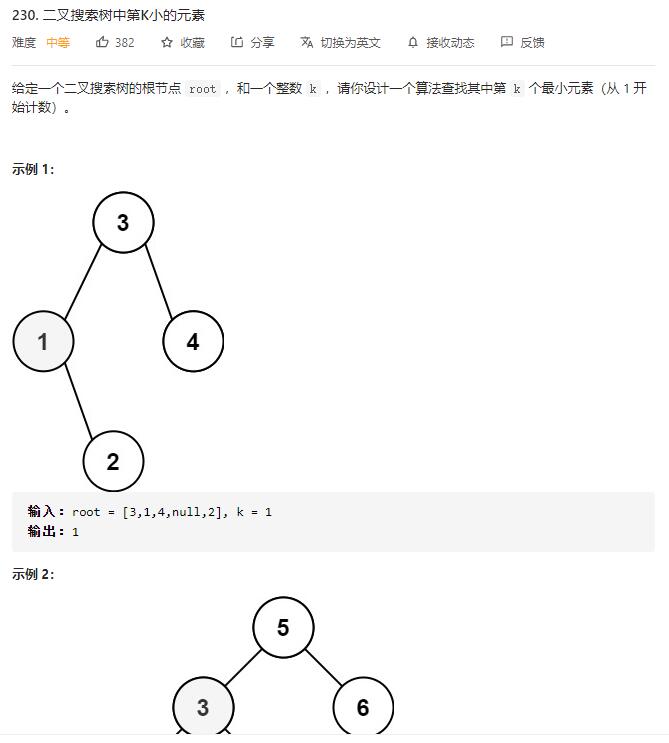 230. 二叉搜索树中第K小的元素
难度 中等 382 收藏 分享 切换为英文 接收动态 反馈
给定一个二叉搜索树的根节点 root ，和一个整数 k ，请你设计一个算法查找其中第 k 个最小元素（从 1 开
始计数）。
示例 1：
3
1 4
2
输入：root = [3,1,4,null,2], k = 1
输出：1
示例 2：
5
3 6